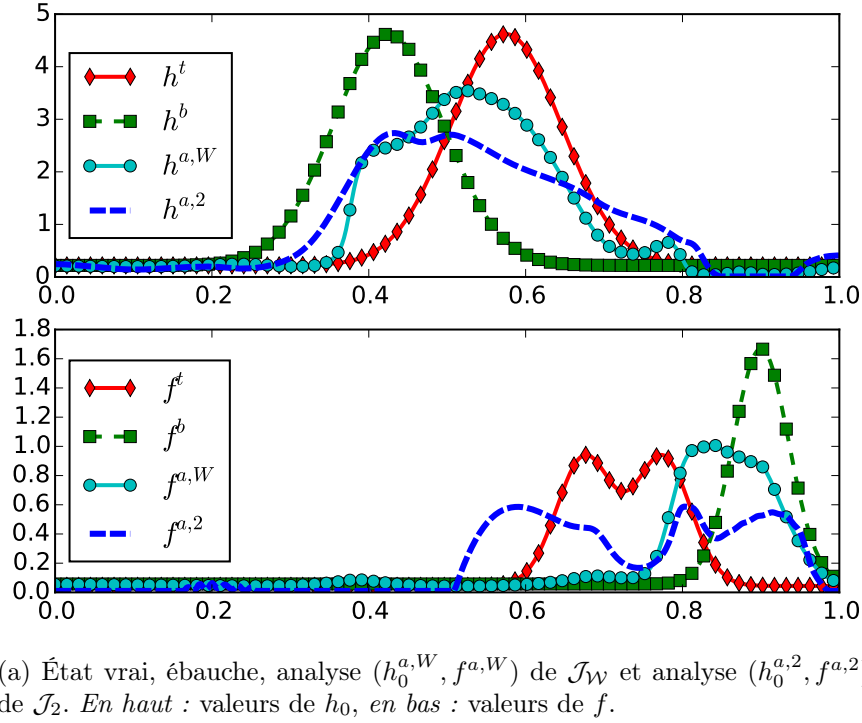 5
4
3
2
1
0
h^t
h^b
h^{a,W}
h^{a,2}
0.0 0.2 0.4 0.6 0.8 1.0
1.8
1.6
1.4
1.2
1.0
0.8
0.6
0.4
0.2
0.0
f^t
f^b
f^{a,W}
f^{a,2}
0.0 0.2 0.4 0.6 0.8 1.0
(a) État vrai, ébauche, analyse (h_0^{a,W}, f^{a,W}) de 𝒥_𝒲 et analyse (h_0^{a,2}, f^{a,2}
de 𝒥_2. En haut : valeurs de h_0, en bas : valeurs de f.